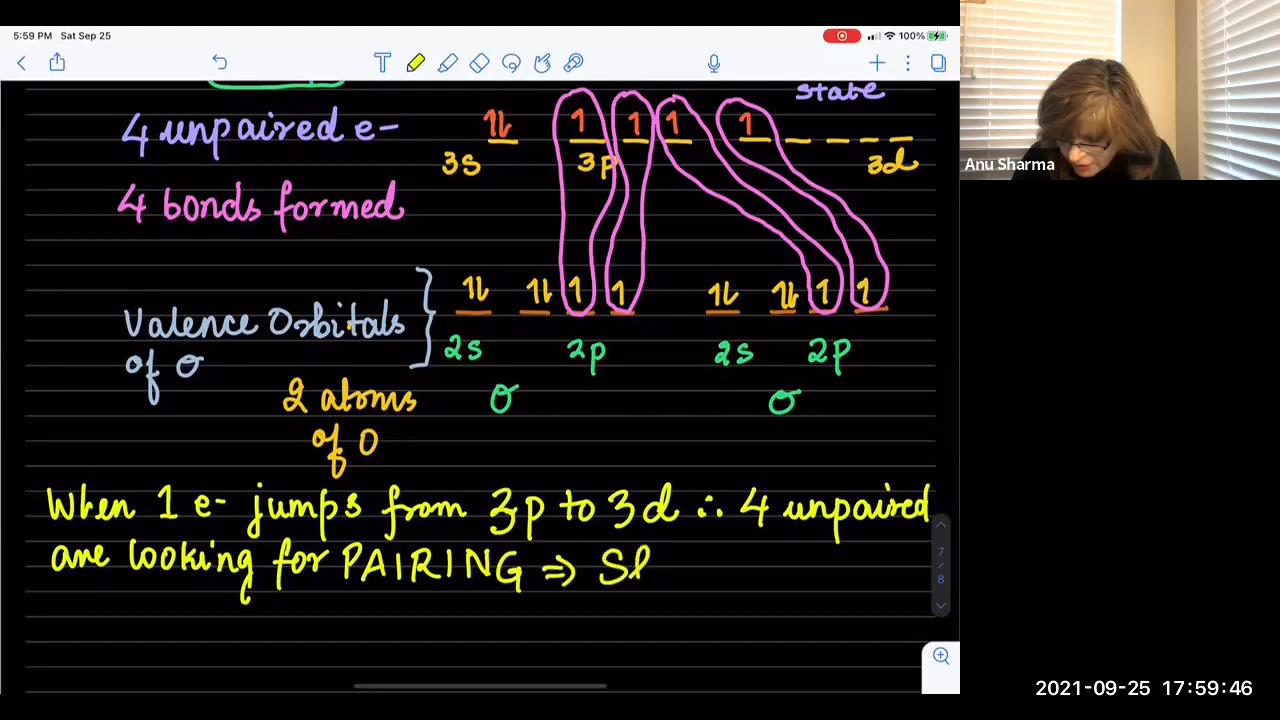 5:59 PM Sat Sep 25
100%
state
4 unpaired e-
3s
3p
3d
4 bonds formed
Valence Orbitals
of O
2s
2p
2s
2p
O
O
2 atoms
of O
When 1 e- jumps from 3p to 3d ∴ 4 unpaired
are looking for PAIRING ⇒ SP
7
/
8
Anu Sharma
2021-09-25 17:59:46